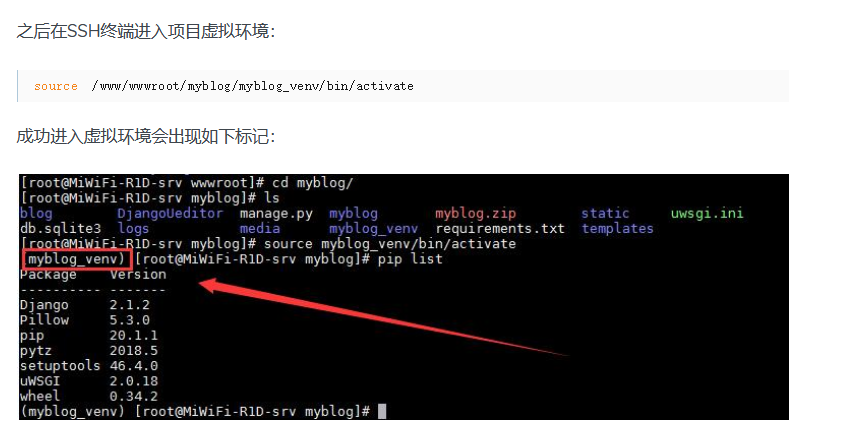 之后在SSH终端进入项目虚拟环境：
source /www/wwwroot/myblog/myblog_venv/bin/activate
成功进入虚拟环境会出现如下标记：
[root@MiWiFi-R1D-srv wwwroot]# cd myblog/
[root@MiWiFi-R1D-srv myblog]# ls
blog DjangoUeditor manage.py myblog myblog.zip static uwsgi.ini
db.sqlite3 logs media myblog_venv requirements.txt templates
[root@MiWiFi-R1D-srv myblog]# source myblog_venv/bin/activate
(myblog_venv) [root@MiWiFi-R1D-srv myblog]# pip list
Package Version
---------- -------
Django 2.1.2
Pillow 5.3.0
pip 20.1.1
pytz 2018.5
setuptools 46.4.0
uWSGI 2.0.18
wheel 0.34.2
(myblog_venv) [root@MiWiFi-R1D-srv myblog]#